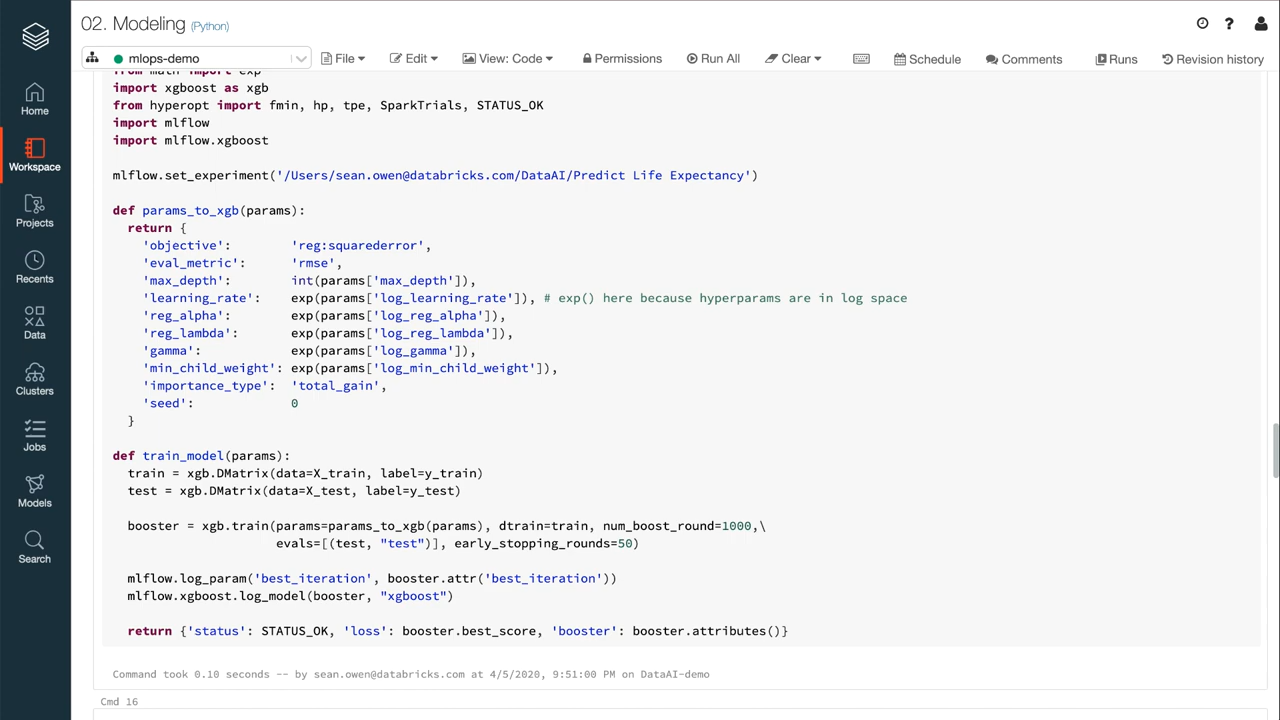 02. Modeling (Python)
mlops-demo
File
Edit
View: Code
Permissions
Run All
Clear
Schedule
Comments
Runs
Revision history
Home
Workspace
Projects
Recents
Data
Clusters
Jobs
Models
Search
from math import exp
import xgboost as xgb
from hyperopt import fmin, hp, tpe, SparkTrials, STATUS_OK
import mlflow
import mlflow.xgboost
mlflow.set_experiment('/Users/sean.owen@databricks.com/DataAI/Predict Life Expectancy')
def params_to_xgb(params):
return {
'objective': 'reg:squarederror',
'eval_metric': 'rmse',
'max_depth': int(params['max_depth']),
'learning_rate': exp(params['log_learning_rate']), # exp() here because hyperparams are in log space
'reg_alpha': exp(params['log_reg_alpha']),
'reg_lambda': exp(params['log_reg_lambda']),
'gamma': exp(params['log_gamma']),
'min_child_weight': exp(params['log_min_child_weight']),
'importance_type': 'total_gain',
'seed': 0
}
def train_model(params):
train = xgb.DMatrix(data=X_train, label=y_train)
test = xgb.DMatrix(data=X_test, label=y_test)
booster = xgb.train(params=params_to_xgb(params), dtrain=train, num_boost_round=1000,\
evals=[(test, "test")], early_stopping_rounds=50)
mlflow.log_param('best_iteration', booster.attr('best_iteration'))
mlflow.xgboost.log_model(booster, "xgboost")
return {'status': STATUS_OK, 'loss': booster.best_score, 'booster': booster.attributes()}
Command took 0.10 seconds -- by sean.owen@databricks.com at 4/5/2020, 9:51:00 PM on DataAI-demo
Cmd 16